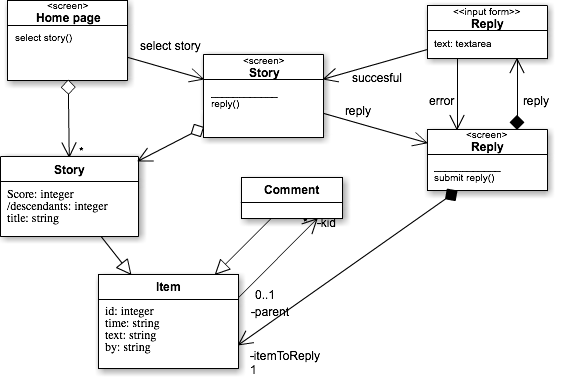 <screen>
Home page
select story()
select story
<screen>
Story
reply()
<<input form>>
Reply
text: textarea
succesful
error
reply
reply
<screen>
Reply
submit reply()
*
Story
Score: integer
/descendants: integer
title: string
Comment
*
-kid
Item
id: integer
time: string
text: string
by: string
0..1
-parent
-itemToReply
1